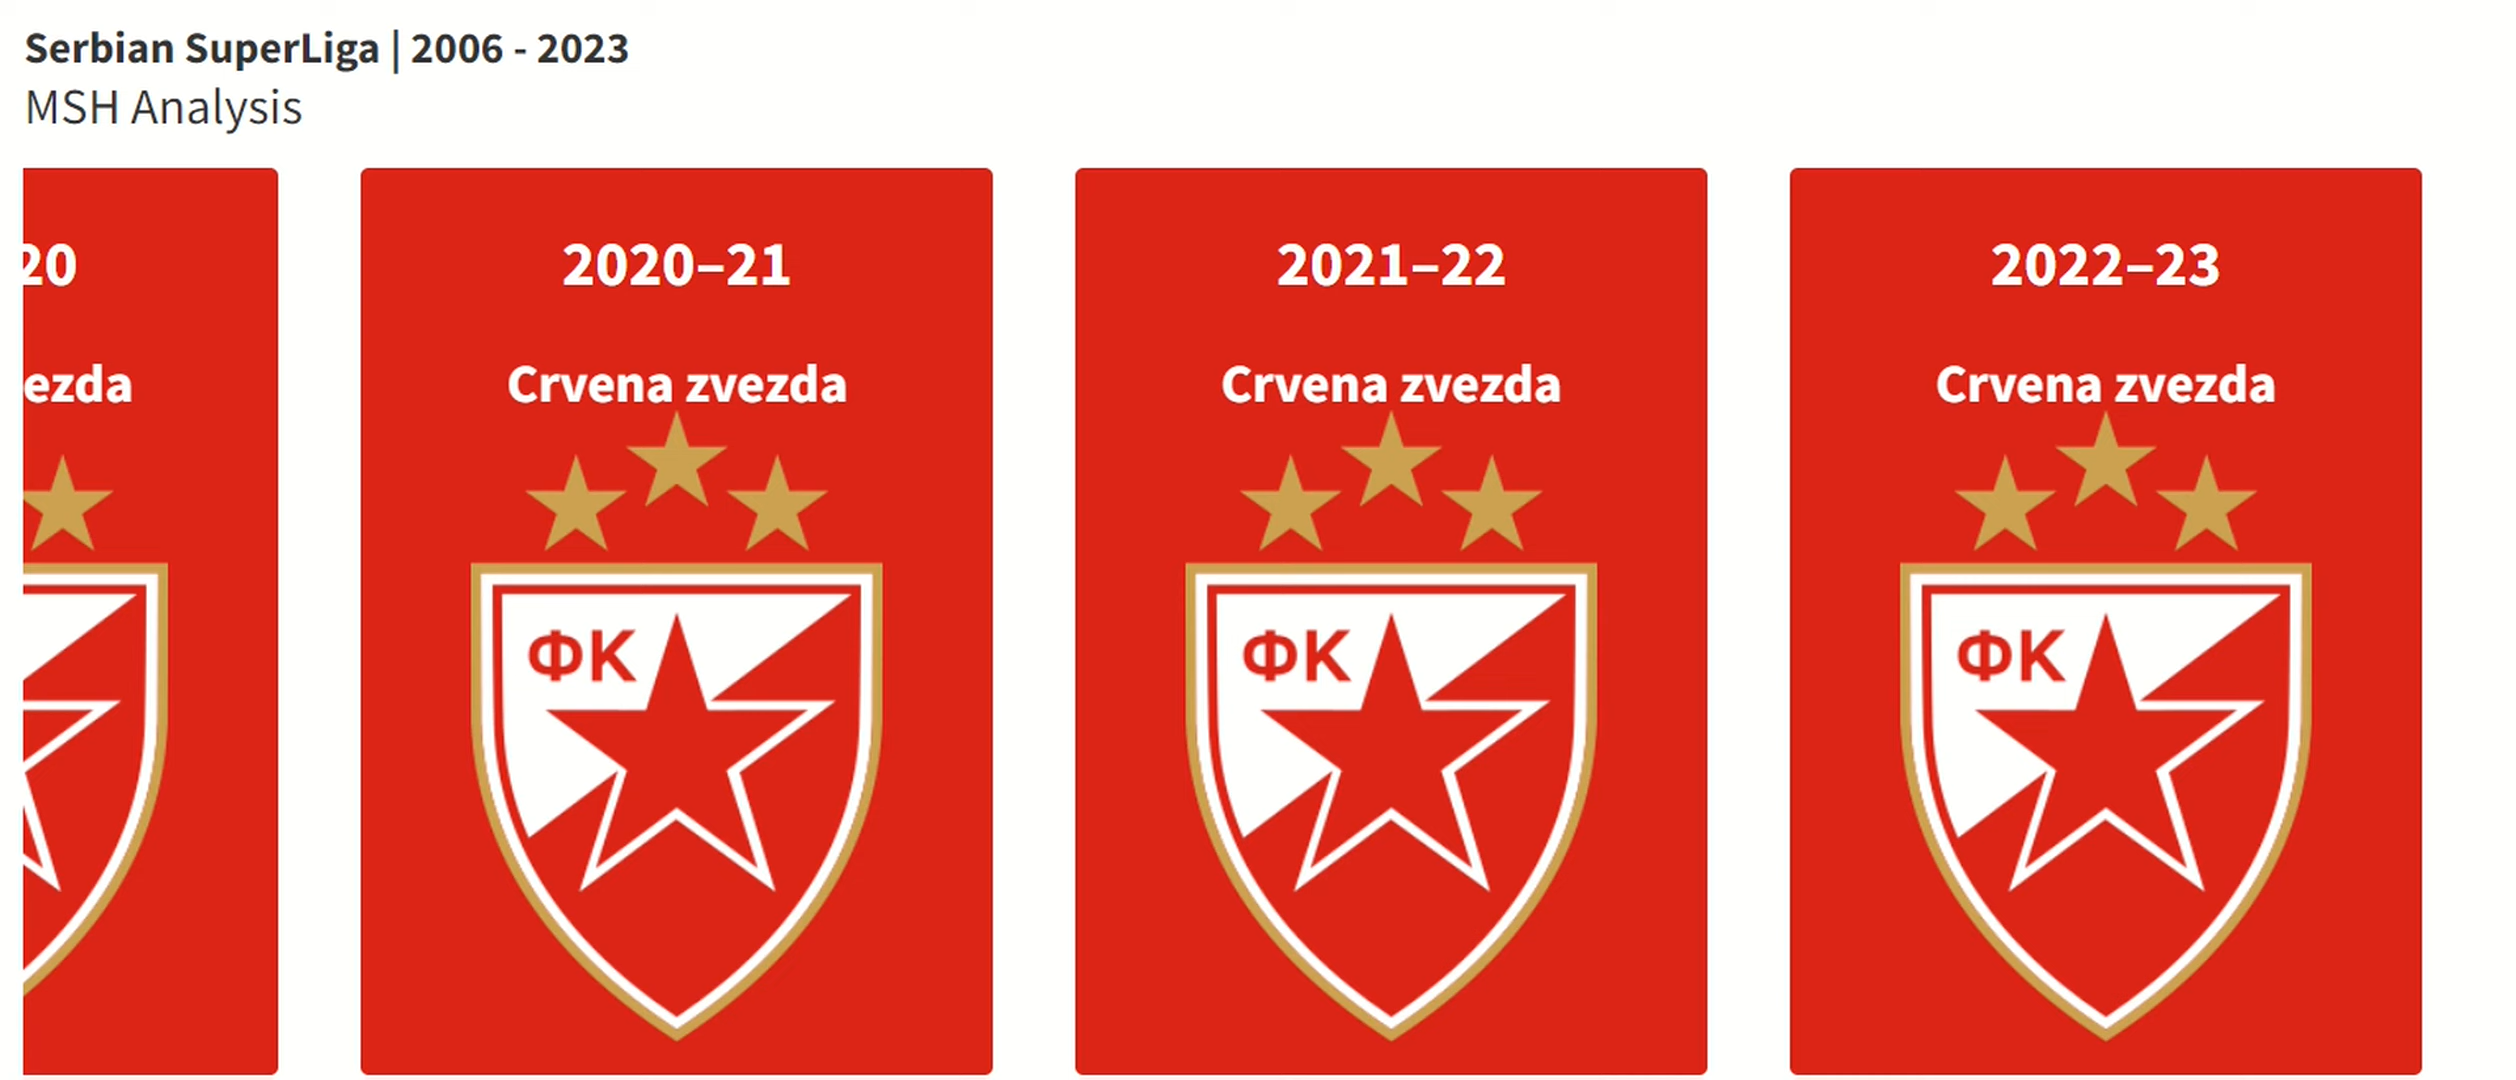 Serbian SuperLiga | 2006 - 2023
MSH Analysis
20
ezda
2020–21
Crvena zvezda
ФК
2021–22
Crvena zvezda
ФК
2022–23
Crvena zvezda
ФК